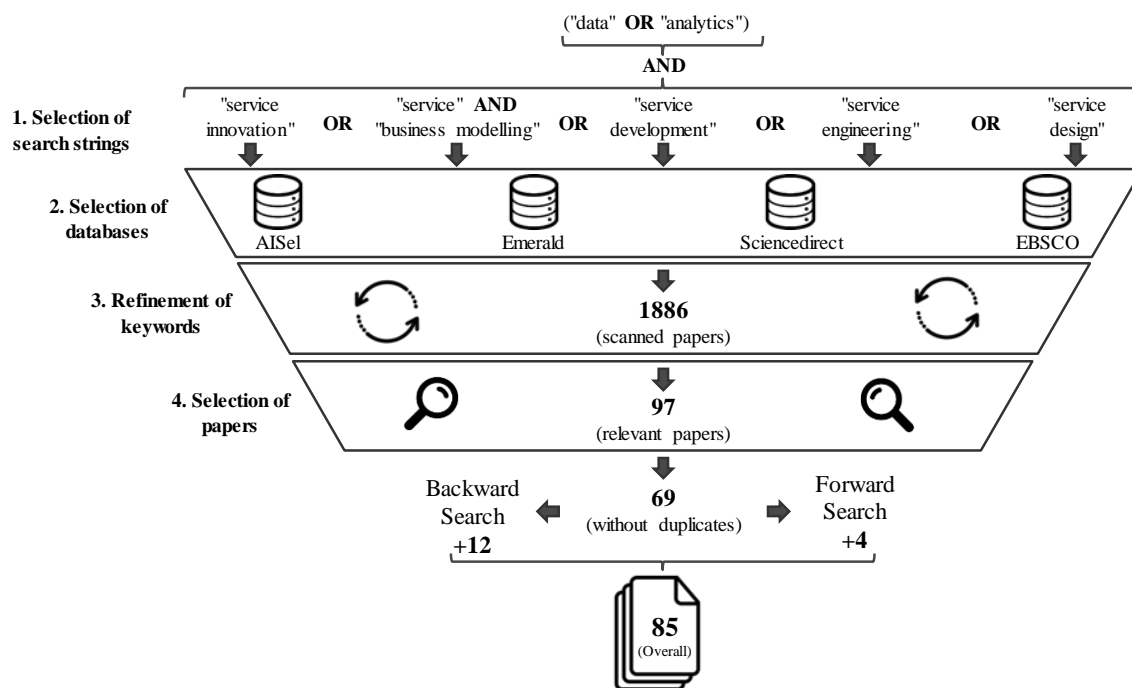 ("data" OR "analytics")
AND
1. Selection of
search strings
"service
innovation"
OR
"service" AND
"business modelling"
OR
"service
development"
OR
"service
engineering"
OR
"service
design"
2. Selection of
databases
AISel
Emerald
Sciencedirect
EBSCO
3. Refinement of
keywords
1886
(scanned papers)
4. Selection of
papers
97
(relevant papers)
Backward
Search
+12
69
(without duplicates)
Forward
Search
+4
85
(Overall)